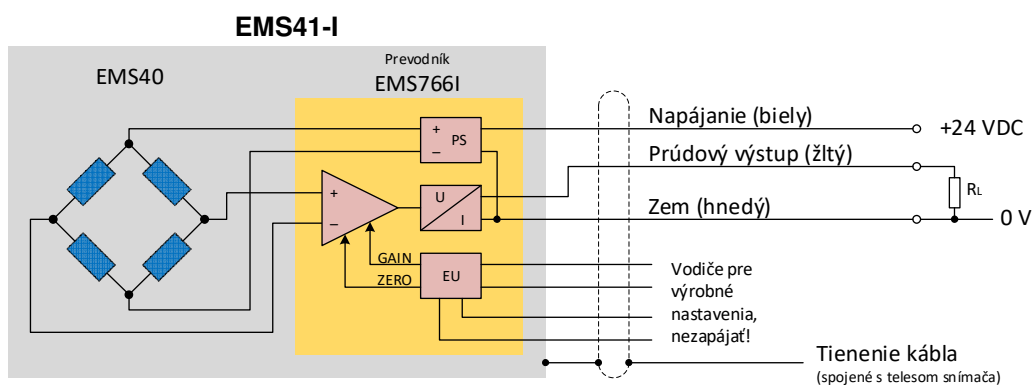 EMS41-I
EMS40
Prevodník
EMS766I
+
−
PS
Napájanie (biely)
+24 VDC
Prúdový výstup (žltý)
RL
+
−
U
I
Zem (hnedý)
0 V
GAIN
ZERO
EU
Vodiče pre
výrobné
nastavenia,
nezapájať!
Tienenie kábla
(spojené s telesom snímača)